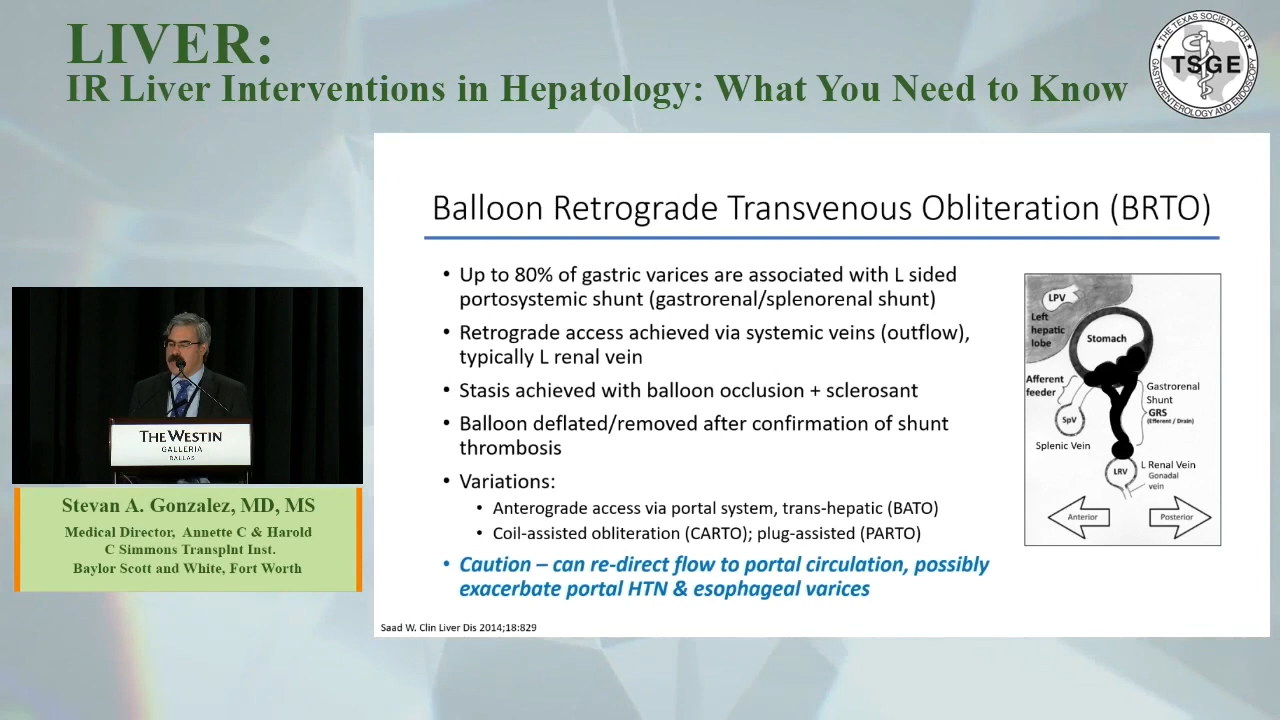 LIVER:
IR Liver Interventions in Hepatology: What You Need to Know
THE TEXAS SOCIETY FOR
TSGE
GASTROENTEROLOGY AND ENDOSCOPY
Balloon Retrograde Transvenous Obliteration (BRTO)
• Up to 80% of gastric varices are associated with L sided
portosystemic shunt (gastrorenal/splenorenal shunt)
• Retrograde access achieved via systemic veins (outflow),
typically L renal vein
• Stasis achieved with balloon occlusion + sclerosant
• Balloon deflated/removed after confirmation of shunt
thrombosis
• Variations:
• Anterograde access via portal system, trans-hepatic (BATO)
• Coil-assisted obliteration (CARTO); plug-assisted (PARTO)
• Caution – can re-direct flow to portal circulation, possibly
exacerbate portal HTN & esophageal varices
Saad W. Clin Liver Dis 2014;18:829
LPV
Left
hepatic
lobe
Stomach
Afferent
feeder
Gastrorenal
Shunt
GRS
(Efferent / Drain)
SpV
Splenic Vein
LRV
L Renal Vein
Gonadal
vein
Anterior
Posterior
THE WESTIN
GALLERIA
DALLAS
Stevan A. Gonzalez, MD, MS
Medical Director, Annette C & Harold
C Simmons Transplnt Inst.
Baylor Scott and White, Fort Worth